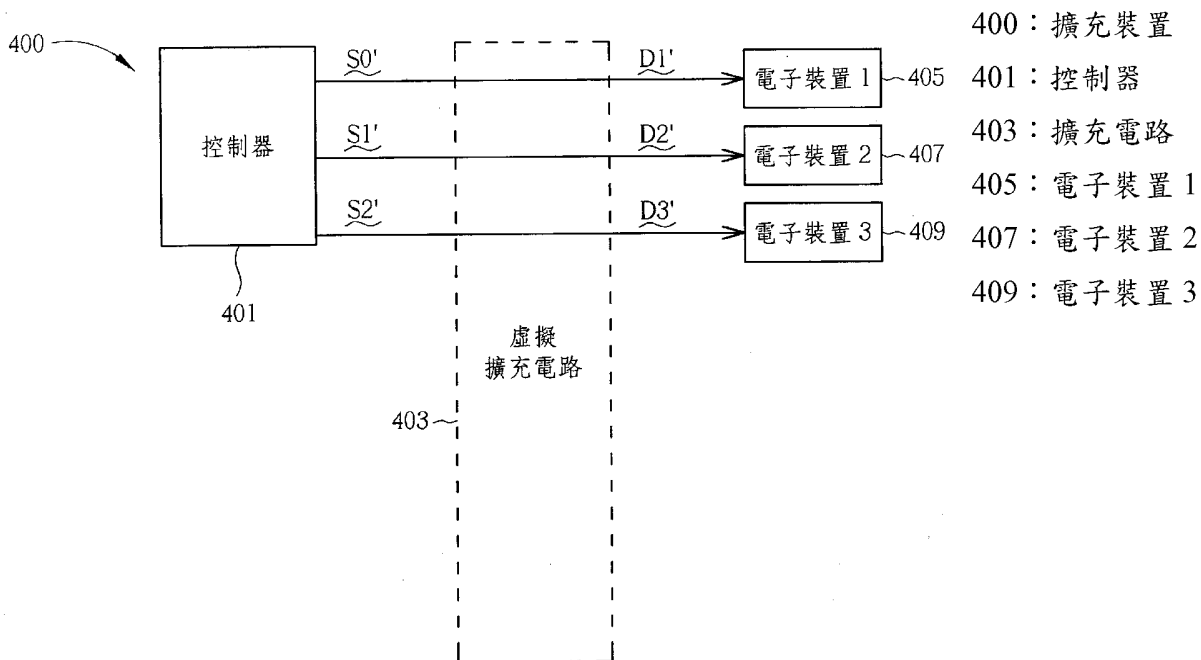 400
S0'
D1'
電子裝置 1
405
控制器
S1'
D2'
電子裝置 2
407
S2'
D3'
電子裝置 3
409
401
虛擬
擴充電路
403
400：擴充裝置
401：控制器
403：擴充電路
405：電子裝置 1
407：電子裝置 2
409：電子裝置 3